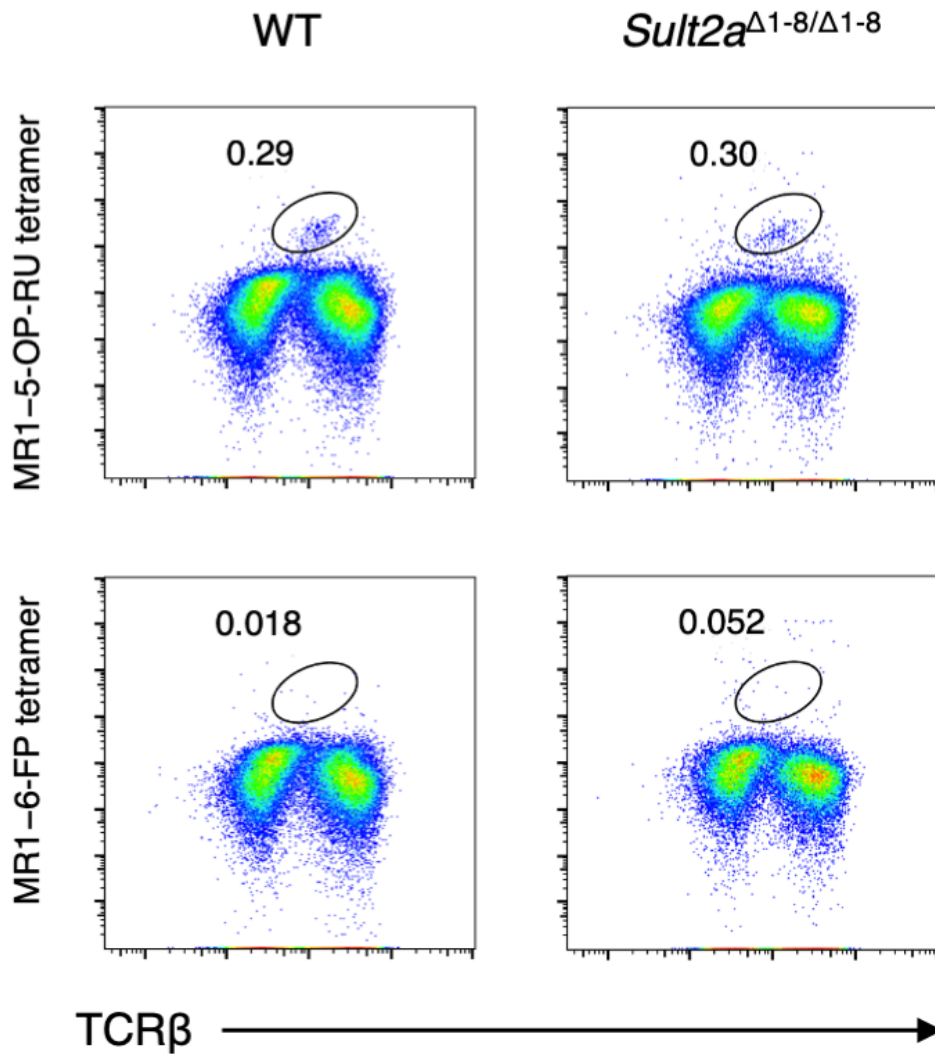 WT
Sult2aΔ1-8/Δ1-8
MR1–5-OP-RU tetramer
0.29
0.30
MR1–6-FP tetramer
0.018
0.052
TCRβ